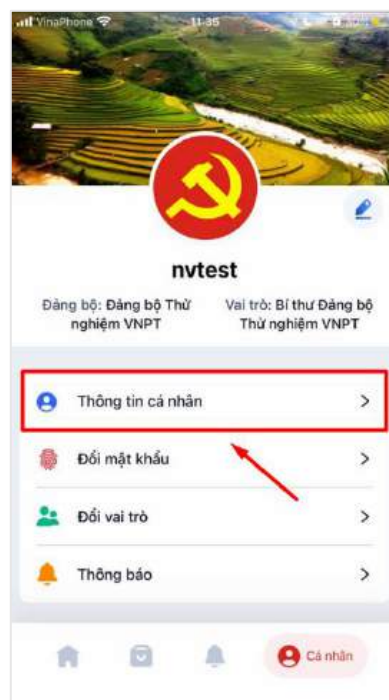 VinaPhone 11:35
nvtest
Đảng bộ: Đảng bộ Thử Vai trò: Bí thư Đảng bộ
nghiệm VNPT Thử nghiệm VNPT
Thông tin cá nhân
Đổi mật khẩu
Đổi vai trò
Thông báo
Cá nhân